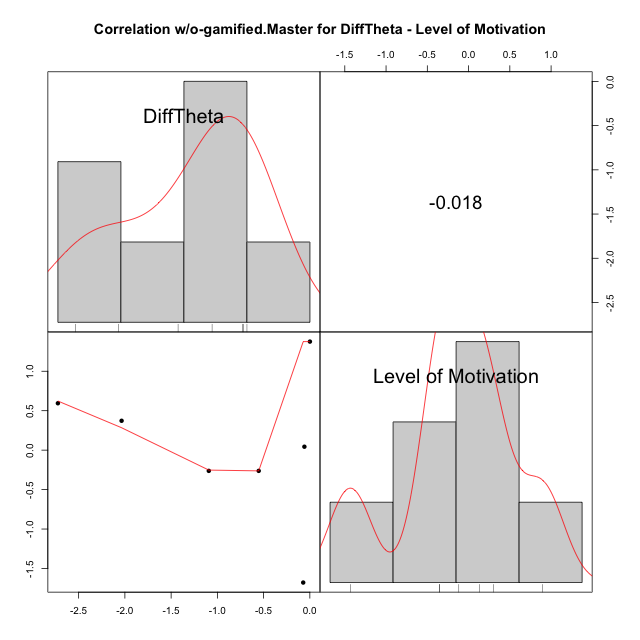 Correlation w/o-gamified.Master for DiffTheta - Level of Motivation
-1.5 -1.0 -0.5 0.0 0.5 1.0
DiffTheta
-0.018
0.0
-0.5
-1.0
-1.5
-2.0
-2.5
Level of Motivation
1.0
0.5
0.0
-0.5
-1.0
-1.5
-2.5 -2.0 -1.5 -1.0 -0.5 0.0